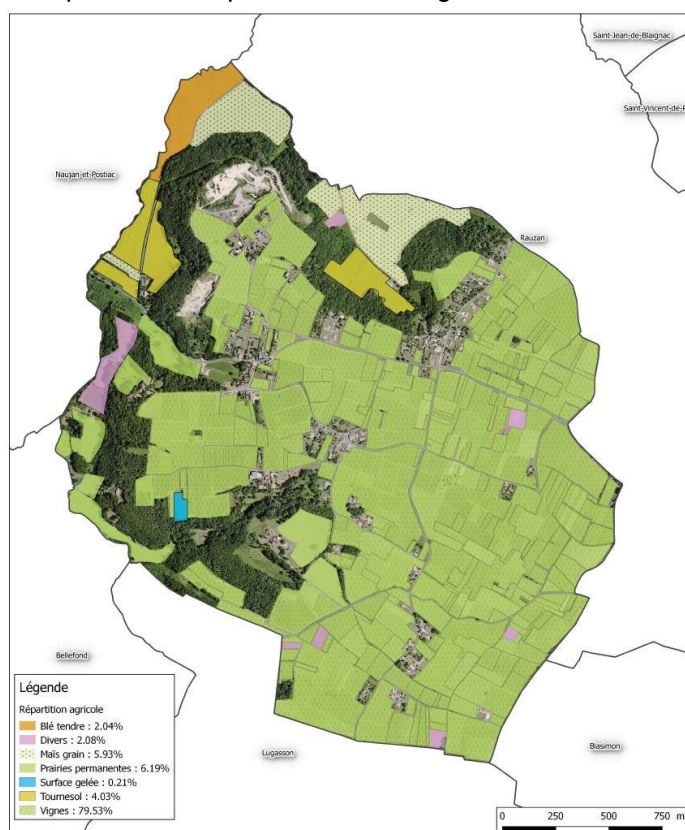 Saint-Jean-de-Blaignac
Saint-Vincent-de-P
Naujan-et-Postiac
Rauzan
Bellefond
Lugasson
Blasimon
Légende
Répartition agricole
Blé tendre : 2.04%
Divers : 2.08%
Maïs grain : 5.93%
Prairies permanentes : 6.19%
Surface gelée : 0.21%
Tournesol : 4.03%
Vignes : 79.53%
0 250 500 750 m